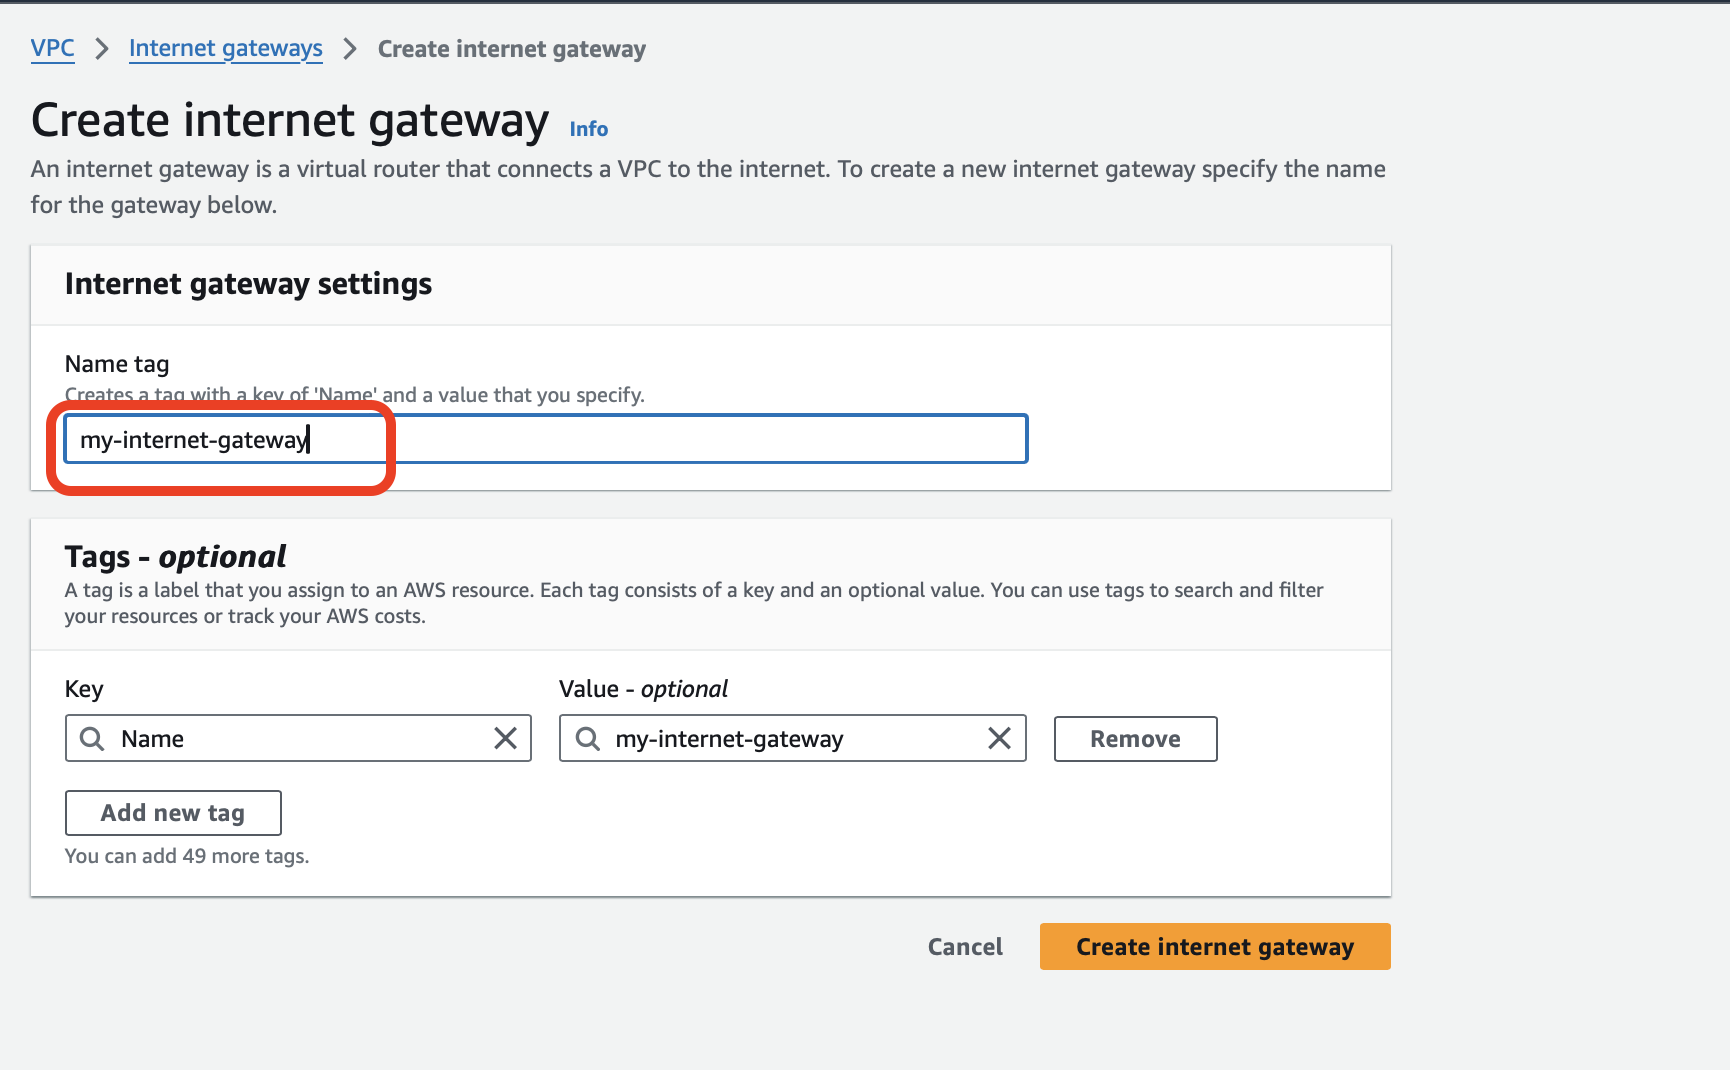 VPC > Internet gateways > Create internet gateway
Create internet gateway Info
An internet gateway is a virtual router that connects a VPC to the internet. To create a new internet gateway specify the name
for the gateway below.
Internet gateway settings
Name tag
Creates a tag with a key of 'Name' and a value that you specify.
my-internet-gateway
Tags - optional
A tag is a label that you assign to an AWS resource. Each tag consists of a key and an optional value. You can use tags to search and filter
your resources or track your AWS costs.
Key Value - optional
Name my-internet-gateway Remove
Add new tag
You can add 49 more tags.
Cancel Create internet gateway